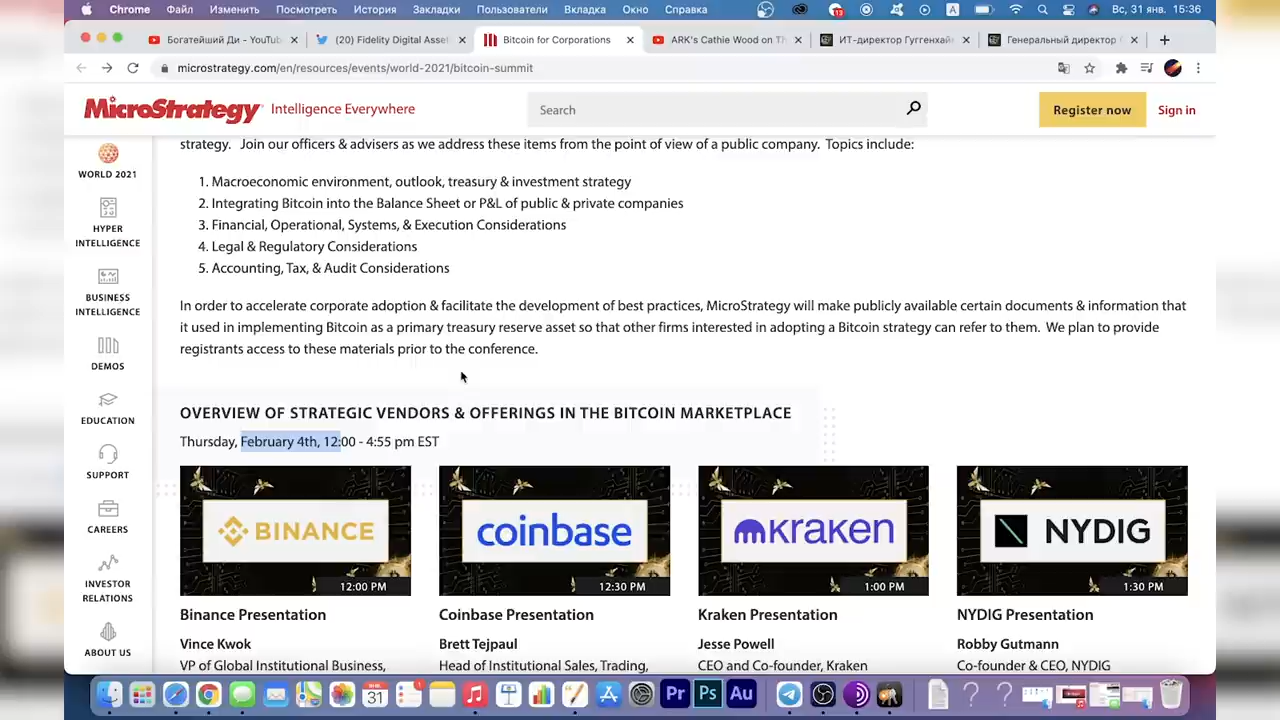 Chrome Файл Изменить Посмотреть История Закладки Пользователи Вкладка Окно Справка 13 Вс, 31 янв. 15:36
Богатейший Ди - YouTub (20) Fidelity Digital Asset Bitcoin for Corporations ARK's Cathie Wood on Th ИТ-директор Гуггенхай Генеральный директор
microstrategy.com/en/resources/events/world-2021/bitcoin-summit
MicroStrategy Intelligence Everywhere Search Register now Sign in
strategy. Join our officers & advisers as we address these items from the point of view of a public company. Topics include:
1. Macroeconomic environment, outlook, treasury & investment strategy
2. Integrating Bitcoin into the Balance Sheet or P&L of public & private companies
3. Financial, Operational, Systems, & Execution Considerations
4. Legal & Regulatory Considerations
5. Accounting, Tax, & Audit Considerations
In order to accelerate corporate adoption & facilitate the development of best practices, MicroStrategy will make publicly available certain documents & information that
it used in implementing Bitcoin as a primary treasury reserve asset so that other firms interested in adopting a Bitcoin strategy can refer to them. We plan to provide
registrants access to these materials prior to the conference.
OVERVIEW OF STRATEGIC VENDORS & OFFERINGS IN THE BITCOIN MARKETPLACE
Thursday, February 4th, 12:00 - 4:55 pm EST
BINANCE coinbase kraken NYDIG
12:00 PM 12:30 PM 1:00 PM 1:30 PM
Binance Presentation Coinbase Presentation Kraken Presentation NYDIG Presentation
Vince Kwok Brett Tejpaul Jesse Powell Robby Gutmann
VP of Global Institutional Business, Head of Institutional Sales, Trading, CEO and Co-founder, Kraken Co-founder & CEO, NYDIG
WORLD 2021
HYPER
INTELLIGENCE
BUSINESS
INTELLIGENCE
DEMOS
EDUCATION
SUPPORT
CAREERS
INVESTOR
RELATIONS
ABOUT US
31 1 Pr Ps Au